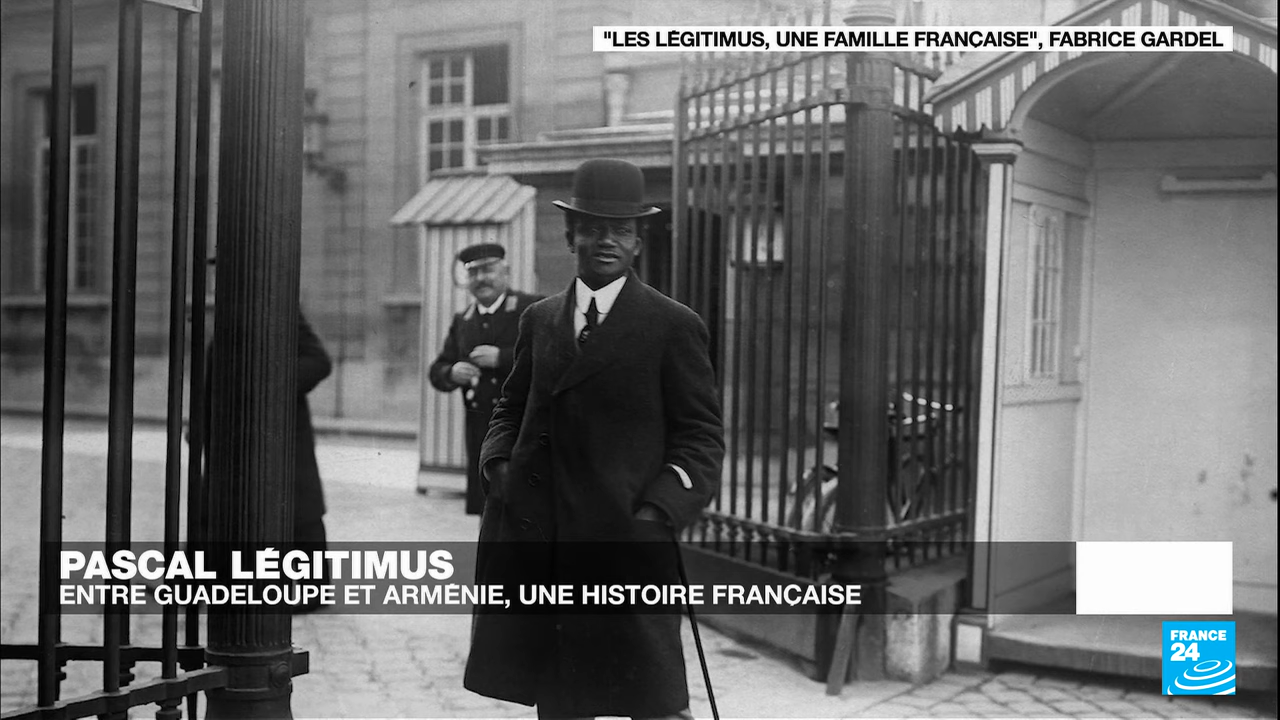 "LES LÉGITIMUS, UNE FAMILLE FRANÇAISE", FABRICE GARDEL
PASCAL LÉGITIMUS
ENTRE GUADELOUPE ET ARMÉNIE, UNE HISTOIRE FRANÇAISE
FRANCE
24